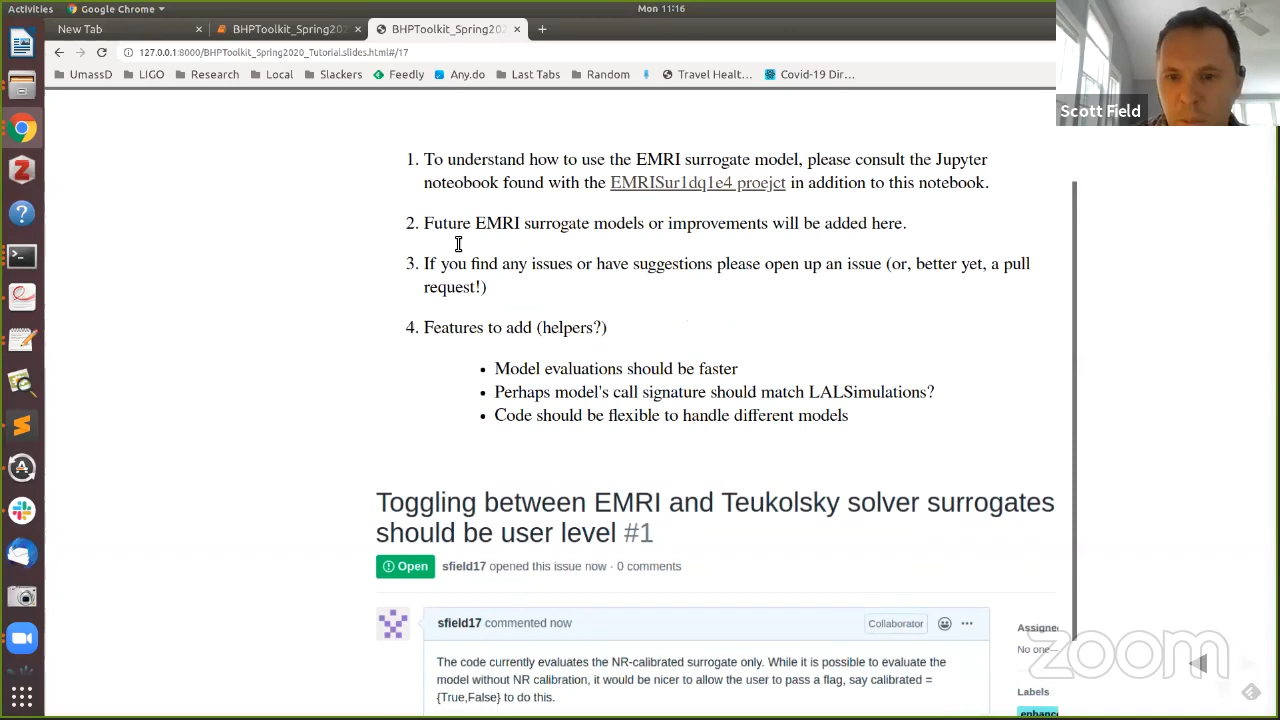 Activities
Google Chrome
Mon 11:16
New Tab
BHPToolkit_Spring202
BHPToolkit_Spring202
127.0.0.1:8000/BHPToolkit_Spring2020_Tutorial.slides.html#/17
UmassD
LIGO
Research
Local
Slackers
Feedly
Any.do
Last Tabs
Random
Travel Healt…
Covid-19 Dir…
Scott Field
1. To understand how to use the EMRI surrogate model, please consult the Jupyter
noteobook found with the EMRISur1dq1e4 proejct in addition to this notebook.
2. Future EMRI surrogate models or improvements will be added here.
3. If you find any issues or have suggestions please open up an issue (or, better yet, a pull
request!)
4. Features to add (helpers?)
• Model evaluations should be faster
• Perhaps model's call signature should match LALSimulations?
• Code should be flexible to handle different models
Toggling between EMRI and Teukolsky solver surrogates
should be user level #1
Open
sfield17 opened this issue now · 0 comments
sfield17 commented now
Collaborator
The code currently evaluates the NR-calibrated surrogate only. While it is possible to evaluate the
model without NR calibration, it would be nicer to allow the user to pass a flag, say calibrated =
{True,False} to do this.
Assigne
No one—
Labels
enhance
zoom